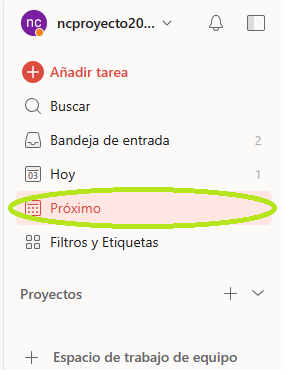 nc ncproyecto20...
Añadir tarea
Buscar
Bandeja de entrada 2
03 Hoy 1
Próximo
Filtros y Etiquetas
Proyectos
Espacio de trabajo de equipo